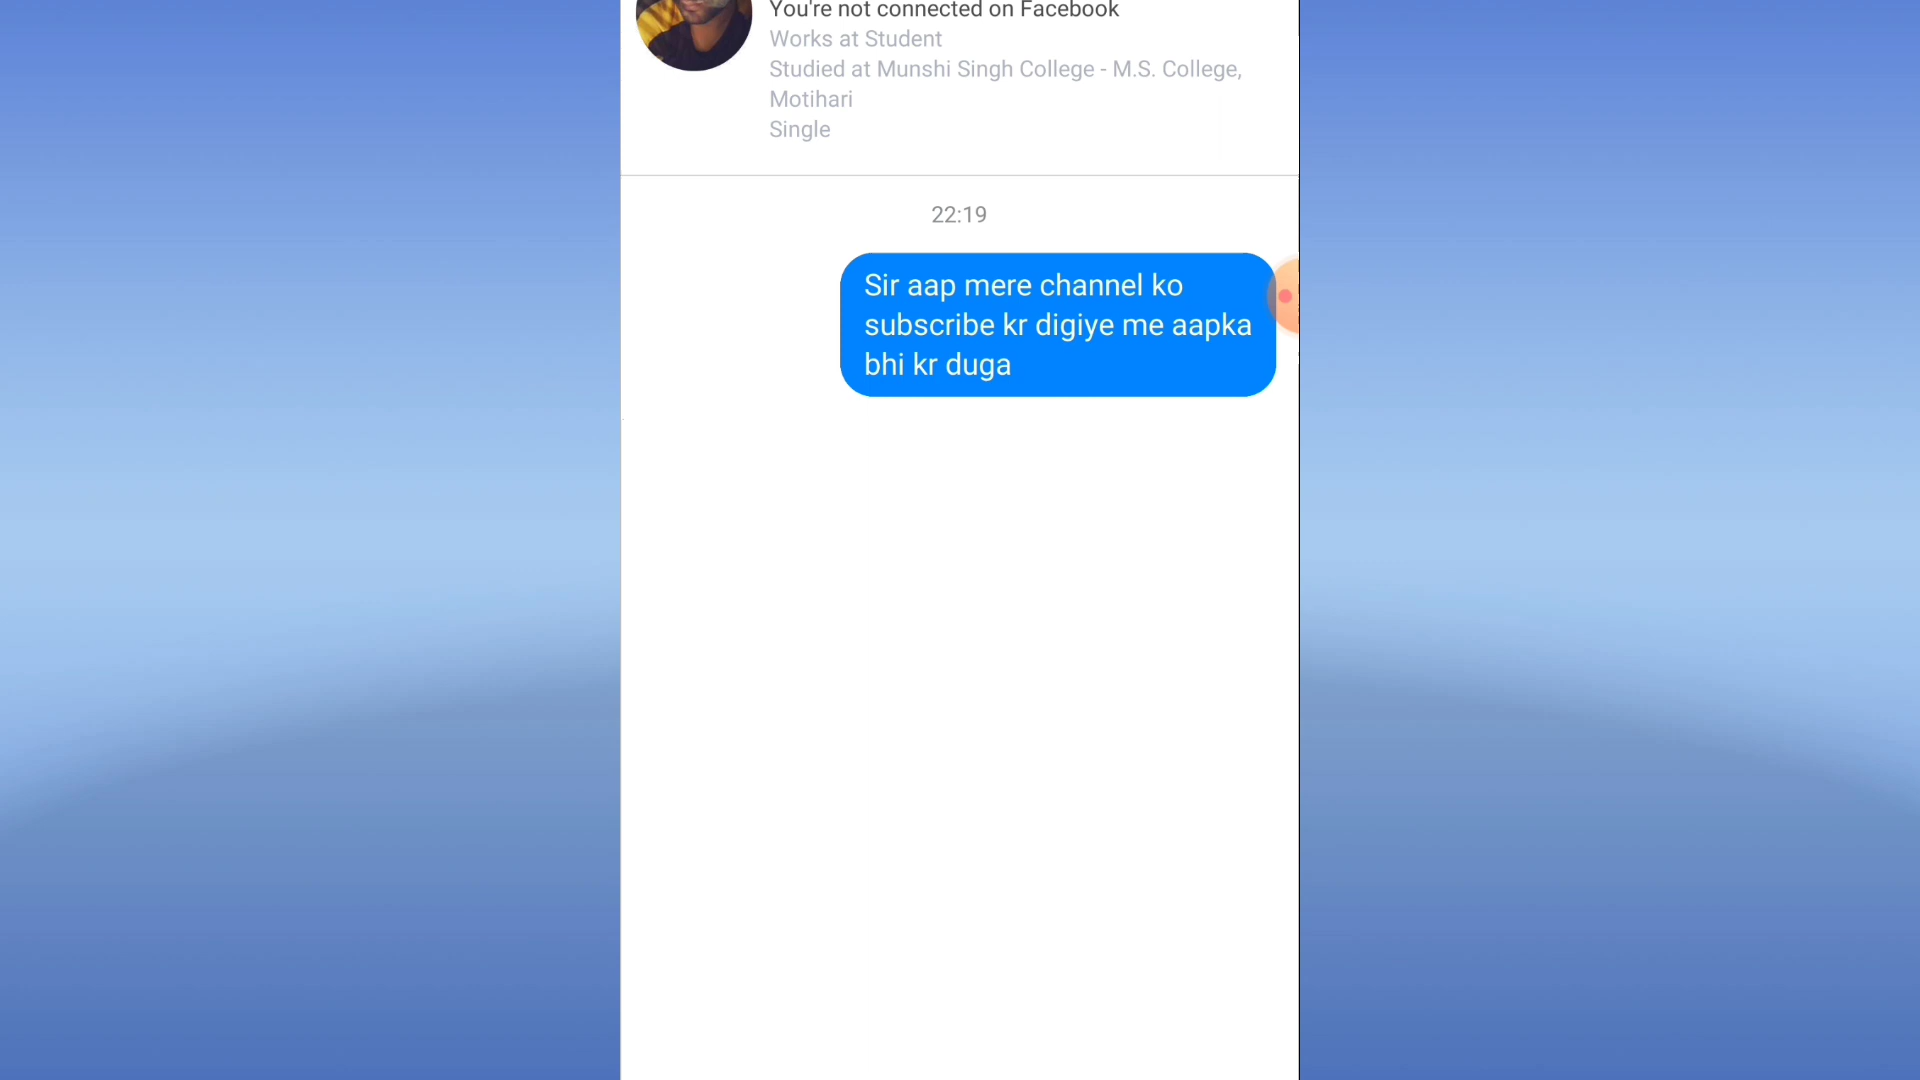 You're not connected on Facebook
Works at Student
Studied at Munshi Singh College - M.S. College,
Motihari
Single
22:19
Sir aap mere channel ko
subscribe kr digiye me aapka
bhi kr duga